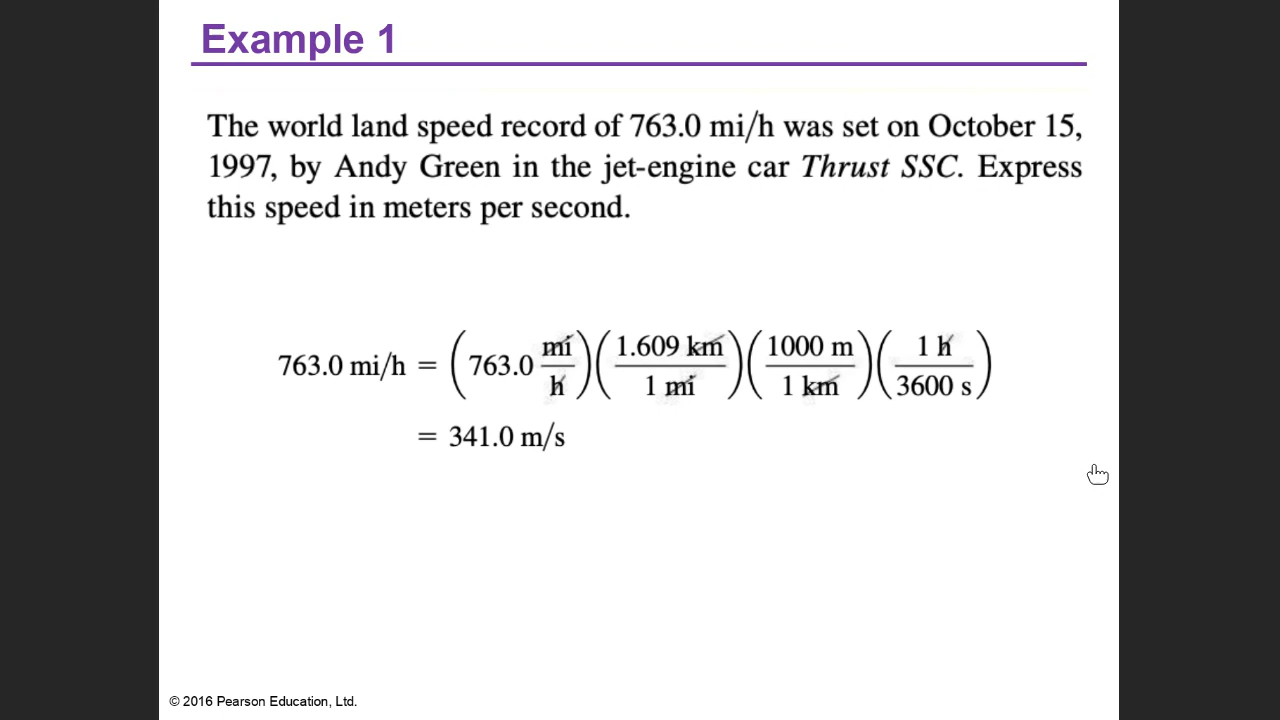 Example 1
The world land speed record of 763.0 mi/h was set on October 15,
1997, by Andy Green in the jet-engine car Thrust SSC. Express
this speed in meters per second.
763.0 mi/h = (763.0 mi/h)(1.609 km/1 mi)(1000 m/1 km)(1 h/3600 s)
= 341.0 m/s
© 2016 Pearson Education, Ltd.